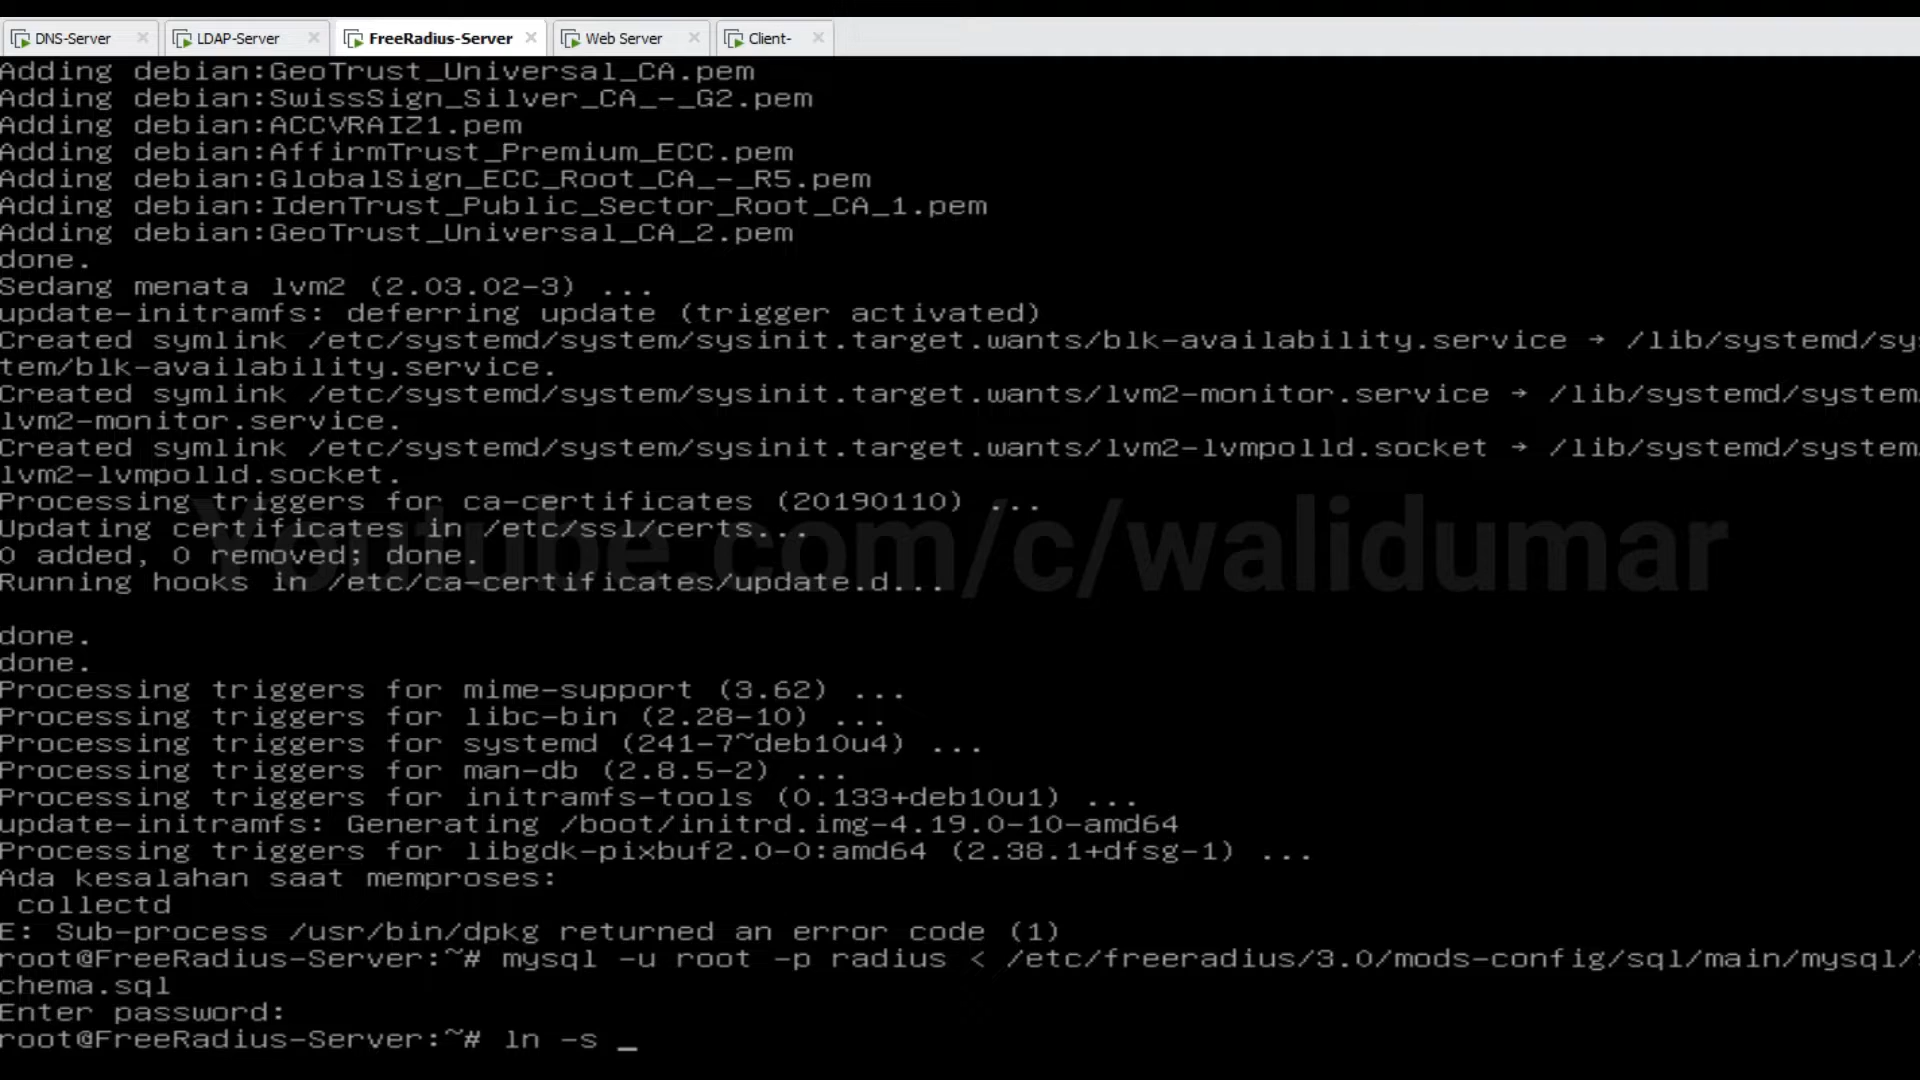 DNS-Server LDAP-Server FreeRadius-Server Web Server Client-
Adding debian:GeoTrust_Universal_CA.pem
Adding debian:SwissSign_Silver_CA_-_G2.pem
Adding debian:ACCVRAIZ1.pem
Adding debian:AffirmTrust_Premium_ECC.pem
Adding debian:GlobalSign_ECC_Root_CA_-_R5.pem
Adding debian:IdenTrust_Public_Sector_Root_CA_1.pem
Adding debian:GeoTrust_Universal_CA_2.pem
done.
Sedang menata lvm2 (2.03.02-3) ...
update-initramfs: deferring update (trigger activated)
Created symlink /etc/systemd/system/sysinit.target.wants/blk-availability.service → /lib/systemd/sy
tem/blk-availability.service.
Created symlink /etc/systemd/system/sysinit.target.wants/lvm2-monitor.service → /lib/systemd/system
lvm2-monitor.service.
Created symlink /etc/systemd/system/sysinit.target.wants/lvm2-lvmpolld.socket → /lib/systemd/system
lvm2-lvmpolld.socket.
Processing triggers for ca-certificates (20190110) ...
Updating certificates in /etc/ssl/certs...
0 added, 0 removed; done.
Youtube.com/c/walidumar
Running hooks in /etc/ca-certificates/update.d...
done.
done.
Processing triggers for mime-support (3.62) ...
Processing triggers for libc-bin (2.28-10) ...
Processing triggers for systemd (241-7~deb10u4) ...
Processing triggers for man-db (2.8.5-2) ...
Processing triggers for initramfs-tools (0.133+deb10u1) ...
update-initramfs: Generating /boot/initrd.img-4.19.0-10-amd64
Processing triggers for libgdk-pixbuf2.0-0:amd64 (2.38.1+dfsg-1) ...
Ada kesalahan saat memproses:
collectd
E: Sub-process /usr/bin/dpkg returned an error code (1)
root@FreeRadius-Server:~# mysql -u root -p radius < /etc/freeradius/3.0/mods-config/sql/main/mysql/
chema.sql
Enter password:
root@FreeRadius-Server:~# ln -s _